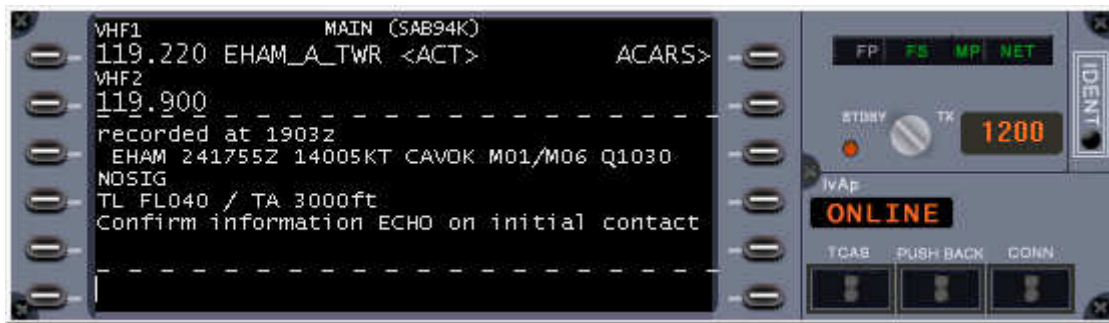 VHF1 MAIN (SAB94K)
119.220 EHAM_A_TWR <ACT> ACARS>
VHF2
119.900
recorded at 1903z
EHAM 241755Z 14005KT CAVOK M01/M06 Q1030
NOSIG
TL FL040 / TA 3000ft
Confirm information ECHO on initial contact
FP FS MP NET
IDENT
STDBY TX 1200
IvAp
ONLINE
TCAS PUSH BACK CONN